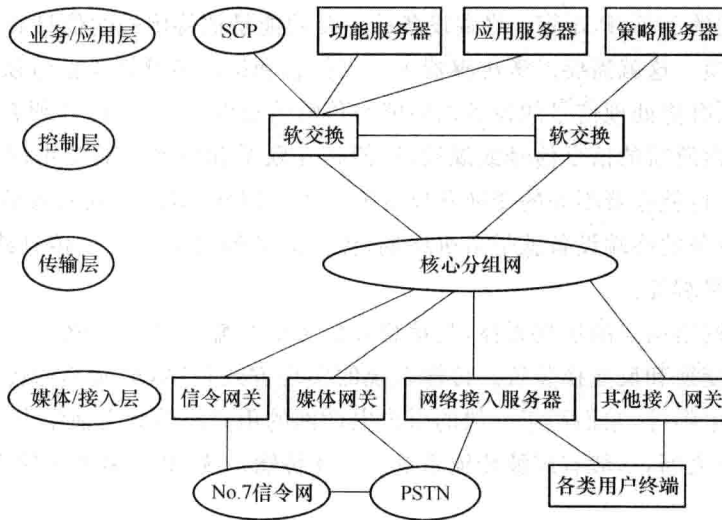 业务/应用层 SCP 功能服务器 应用服务器 策略服务器
控制层 软交换 软交换
传输层 核心分组网
媒体/接入层 信令网关 媒体网关 网络接入服务器 其他接入网关
No.7信令网 PSTN 各类用户终端